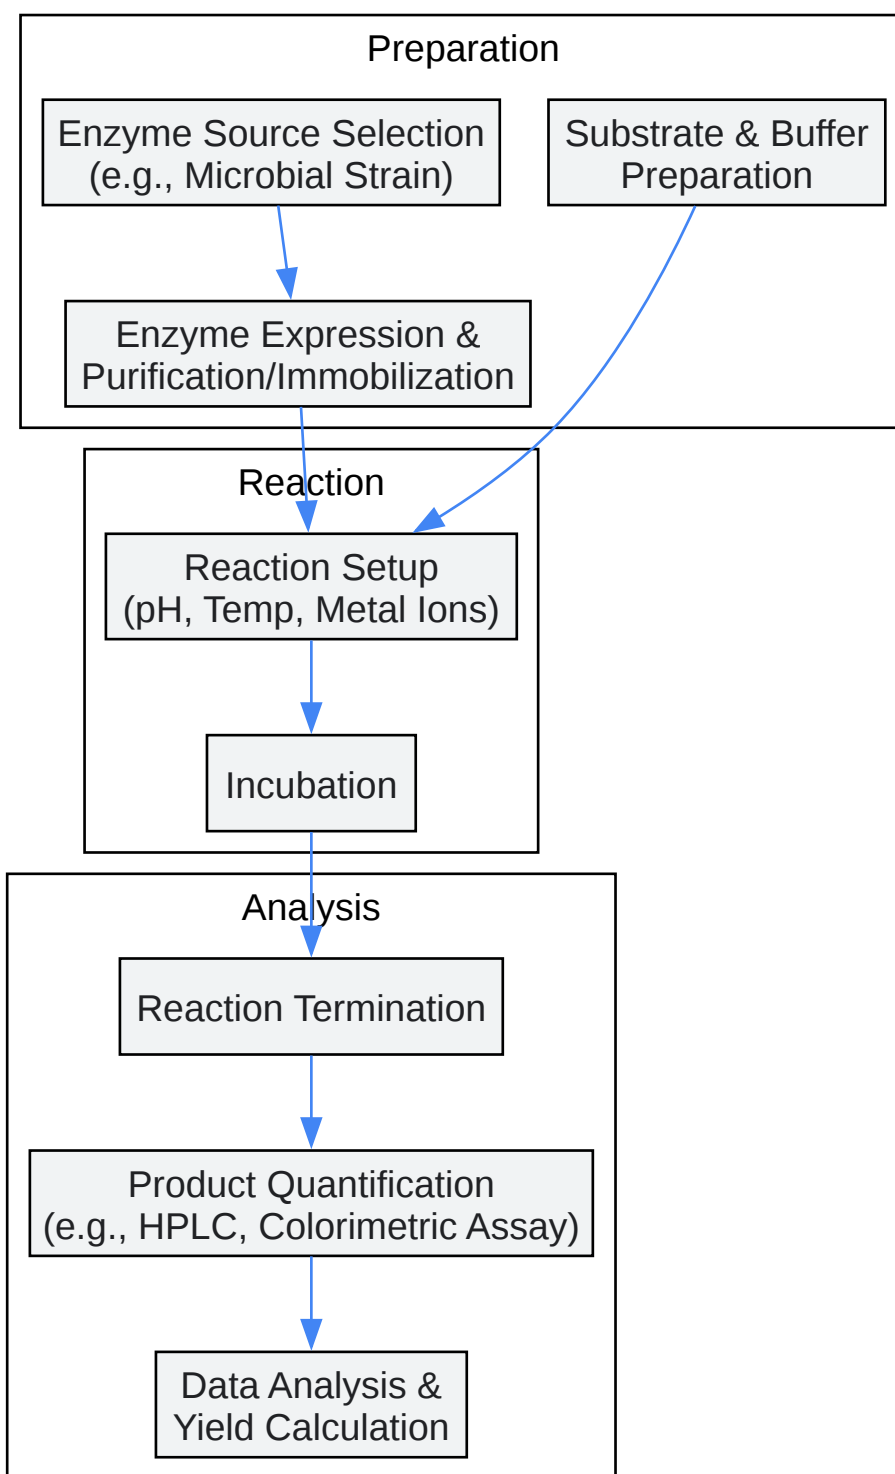 Preparation
Enzyme Source Selection
(e.g., Microbial Strain)
Substrate & Buffer
Preparation
Enzyme Expression &
Purification/Immobilization
Reaction
Reaction Setup
(pH, Temp, Metal Ions)
Incubation
Analysis
Reaction Termination
Product Quantification
(e.g., HPLC, Colorimetric Assay)
Data Analysis &
Yield Calculation